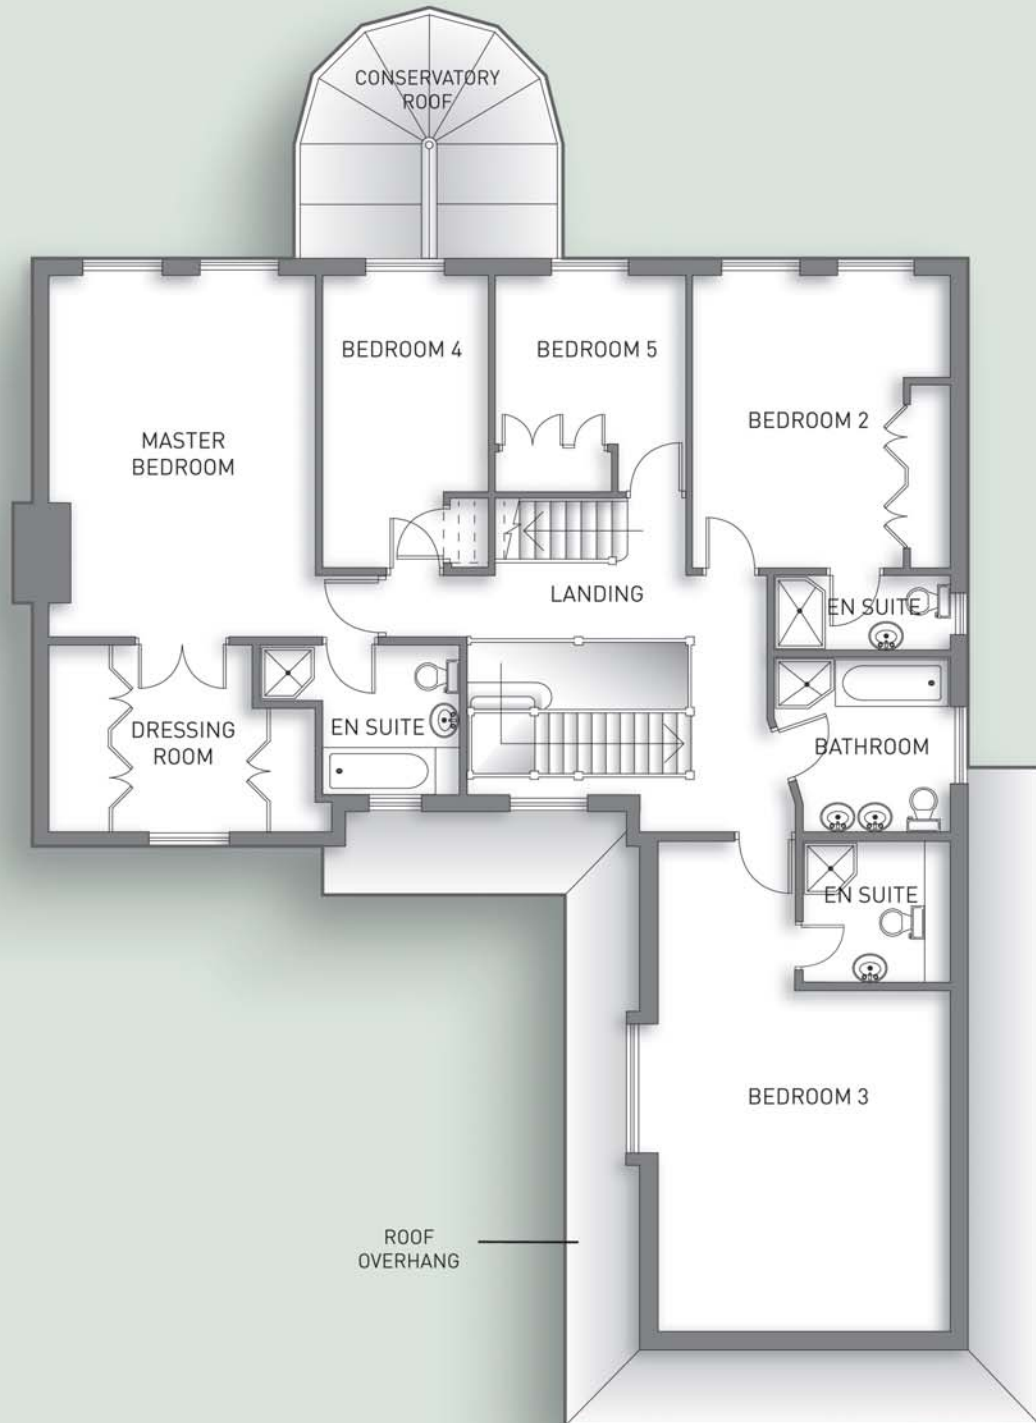 CONSERVATORY
ROOF
BEDROOM 4
BEDROOM 5
BEDROOM 2
MASTER
BEDROOM
LANDING
EN SUITE
DRESSING
ROOM
EN SUITE
BATHROOM
EN SUITE
BEDROOM 3
ROOF
OVERHANG